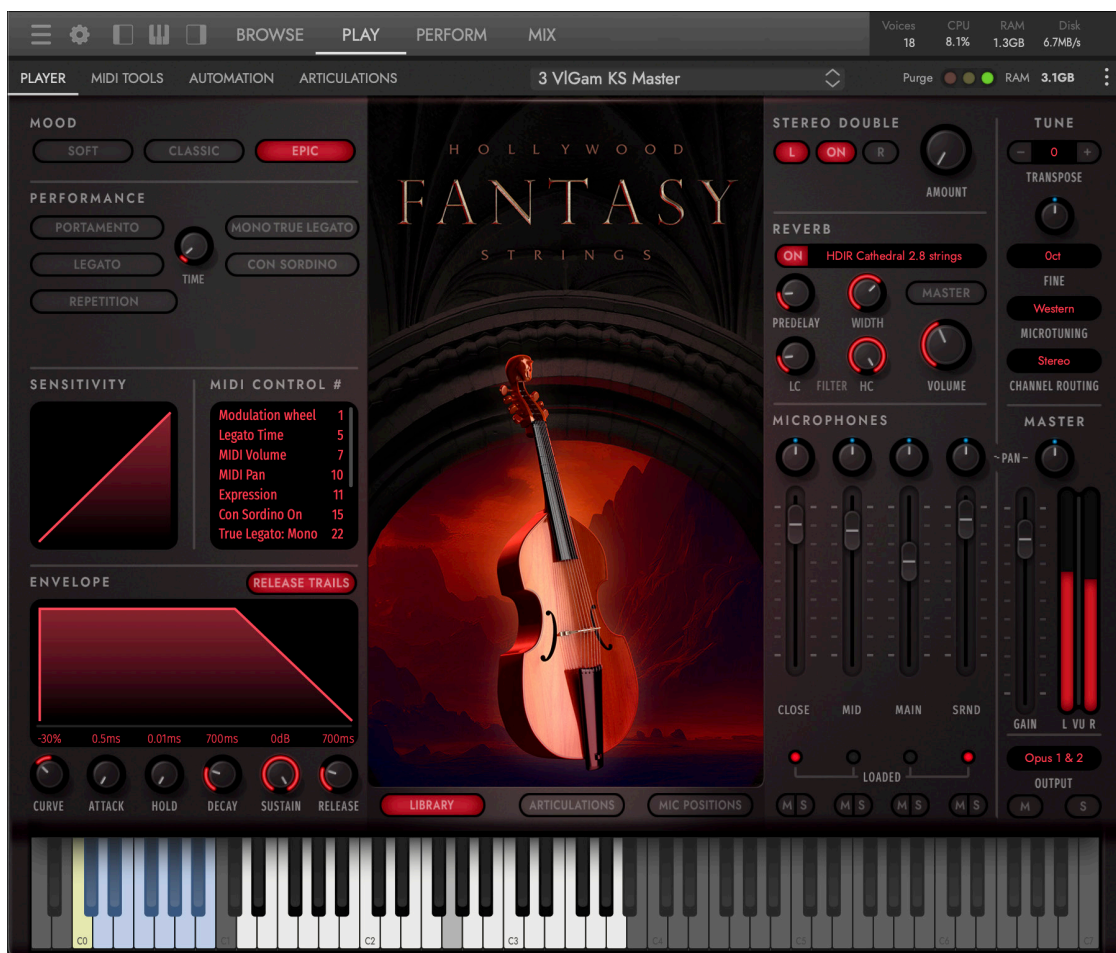 BROWSE PLAY PERFORM MIX
Voices CPU RAM Disk
18 8.1% 1.3GB 6.7MB/s
PLAYER MIDI TOOLS AUTOMATION ARTICULATIONS
3 VlGam KS Master
Purge RAM 3.1GB
MOOD
SOFT CLASSIC EPIC
PERFORMANCE
PORTAMENTO
MONO TRUE LEGATO
LEGATO
CON SORDINO
TIME
REPETITION
SENSITIVITY
MIDI CONTROL #
Modulation wheel 1
Legato Time 5
MIDI Volume 7
MIDI Pan 10
Expression 11
Con Sordino On 15
True Legato: Mono 22
ENVELOPE
RELEASE TRAILS
-30% 0.5ms 0.01ms 700ms 0dB 700ms
CURVE ATTACK HOLD DECAY SUSTAIN RELEASE
HOLLYWOOD
FANTASY
STRINGS
LIBRARY ARTICULATIONS MIC POSITIONS
STEREO DOUBLE
L ON R
AMOUNT
REVERB
ON HDIR Cathedral 2.8 strings
PREDELAY WIDTH
MASTER
LC FILTER HC
VOLUME
MICROPHONES
CLOSE MID MAIN SRND
LOADED
M S M S M S M S
TUNE
- 0 +
TRANSPOSE
0ct
FINE
Western
MICROTUNING
Stereo
CHANNEL ROUTING
MASTER
~PAN-
GAIN L VU R
Opus 1 & 2
OUTPUT
M S
C0 C1 C2 C3 C4 C5 C6 C7